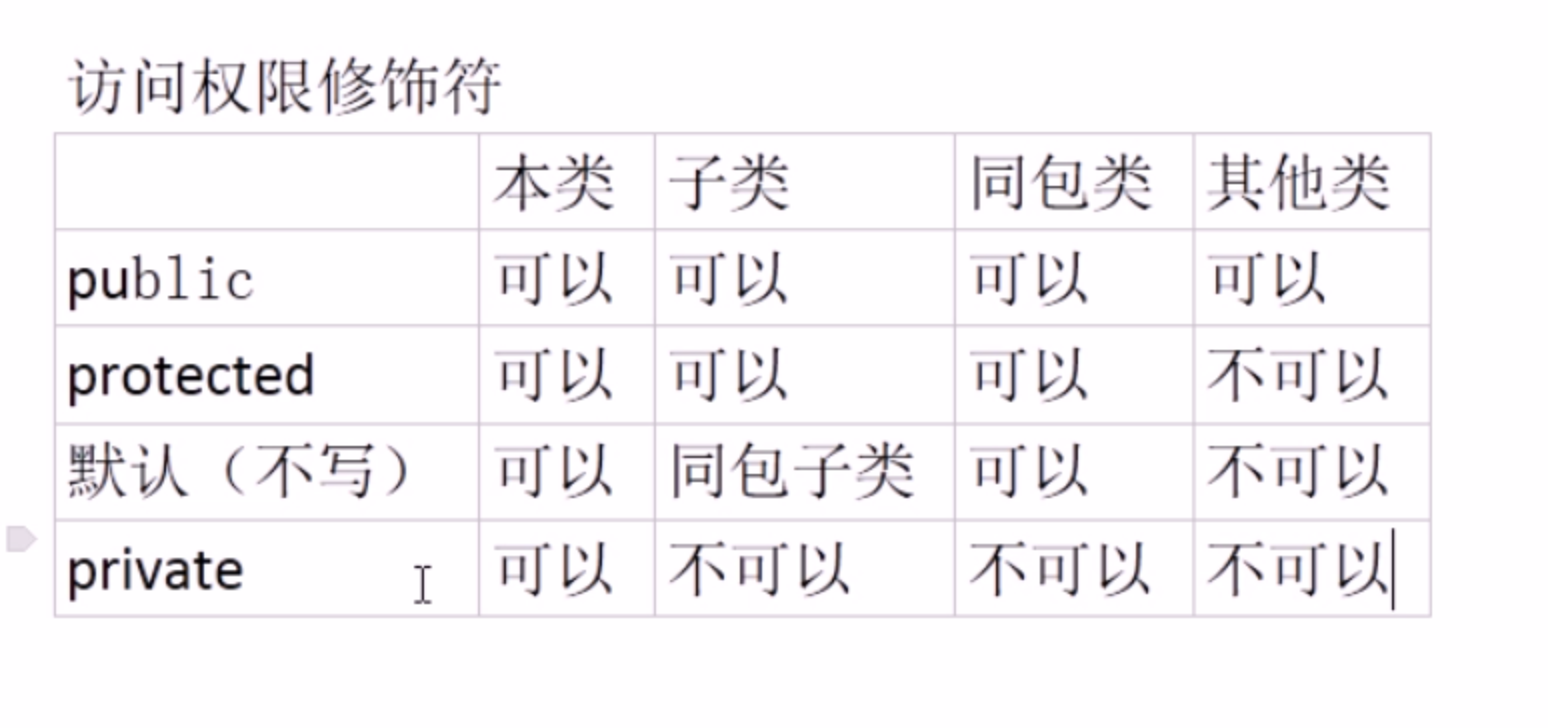 访问权限修饰符
本类 子类 同包类 其他类
public 可以 可以 可以 可以
protected 可以 可以 可以 不可以
默认（不写） 可以 同包子类 可以 不可以
private 可以 不可以 不可以 不可以